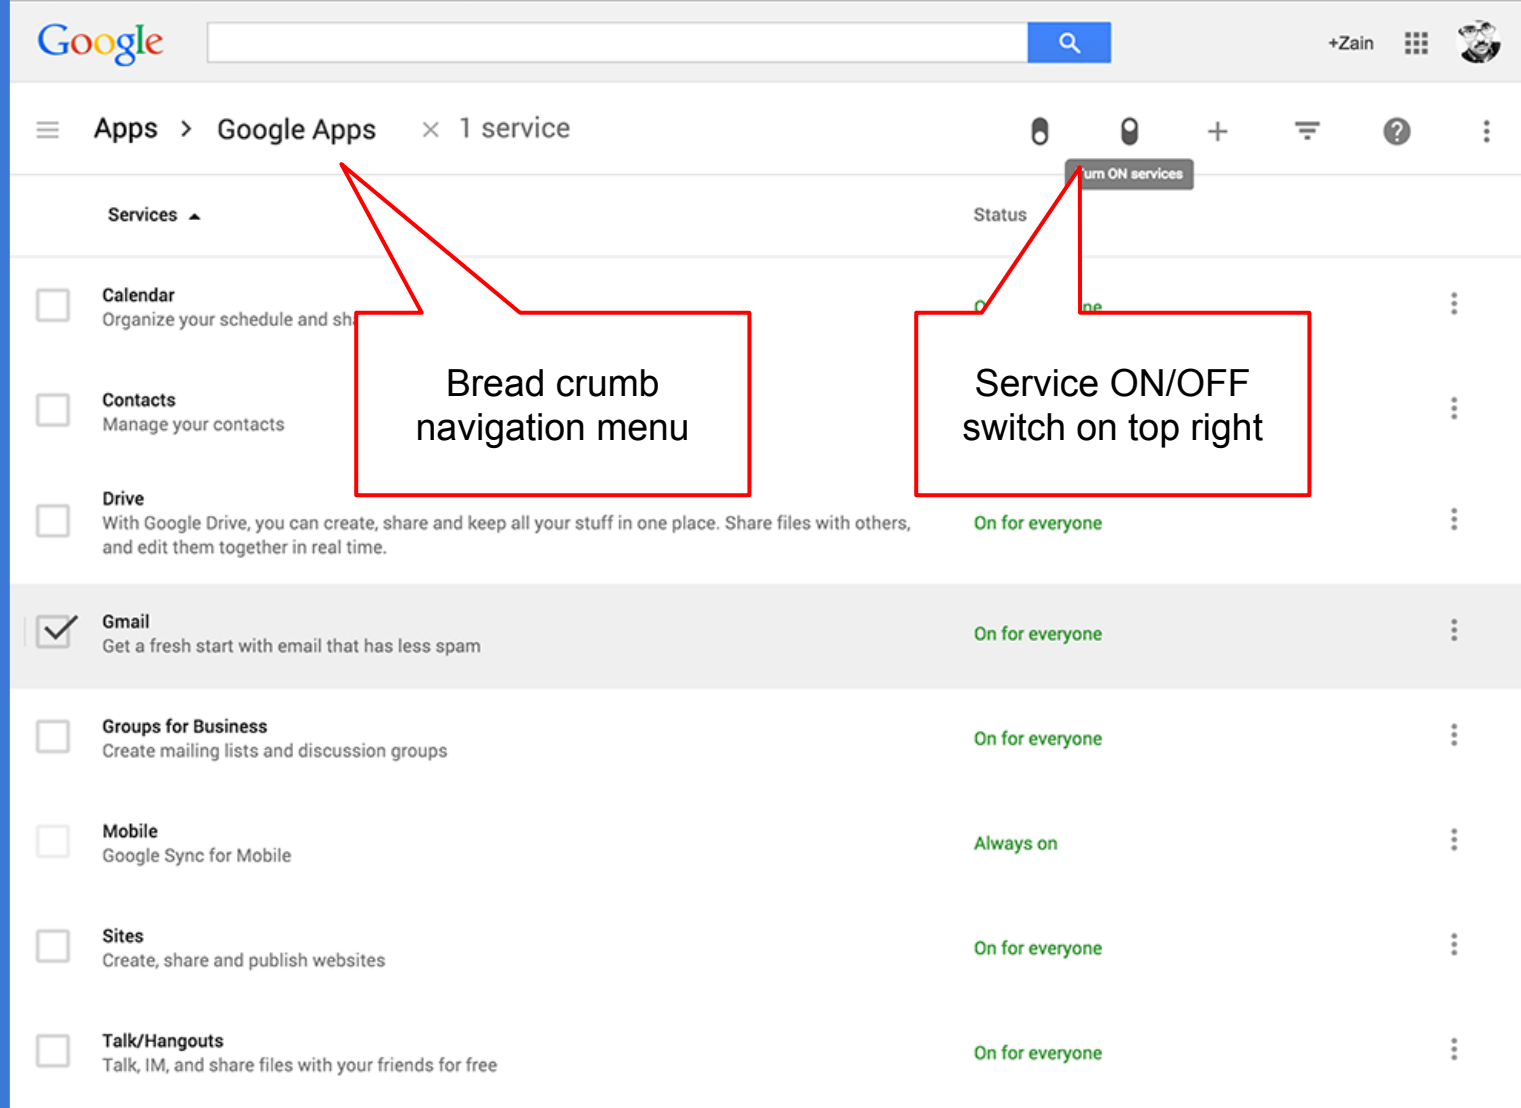 Google
+Zain
Apps > Google Apps × 1 service
Turn ON services
Services
Status
Calendar
Organize your schedule and
Contacts
Manage your contacts
Bread crumb
navigation menu
Service ON/OFF
switch on top right
Drive
With Google Drive, you can create, share and keep all your stuff in one place. Share files with others,
and edit them together in real time.
On for everyone
Gmail
Get a fresh start with email that has less spam
On for everyone
Groups for Business
Create mailing lists and discussion groups
On for everyone
Mobile
Google Sync for Mobile
Always on
Sites
Create, share and publish websites
On for everyone
Talk/Hangouts
Talk, IM, and share files with your friends for free
On for everyone